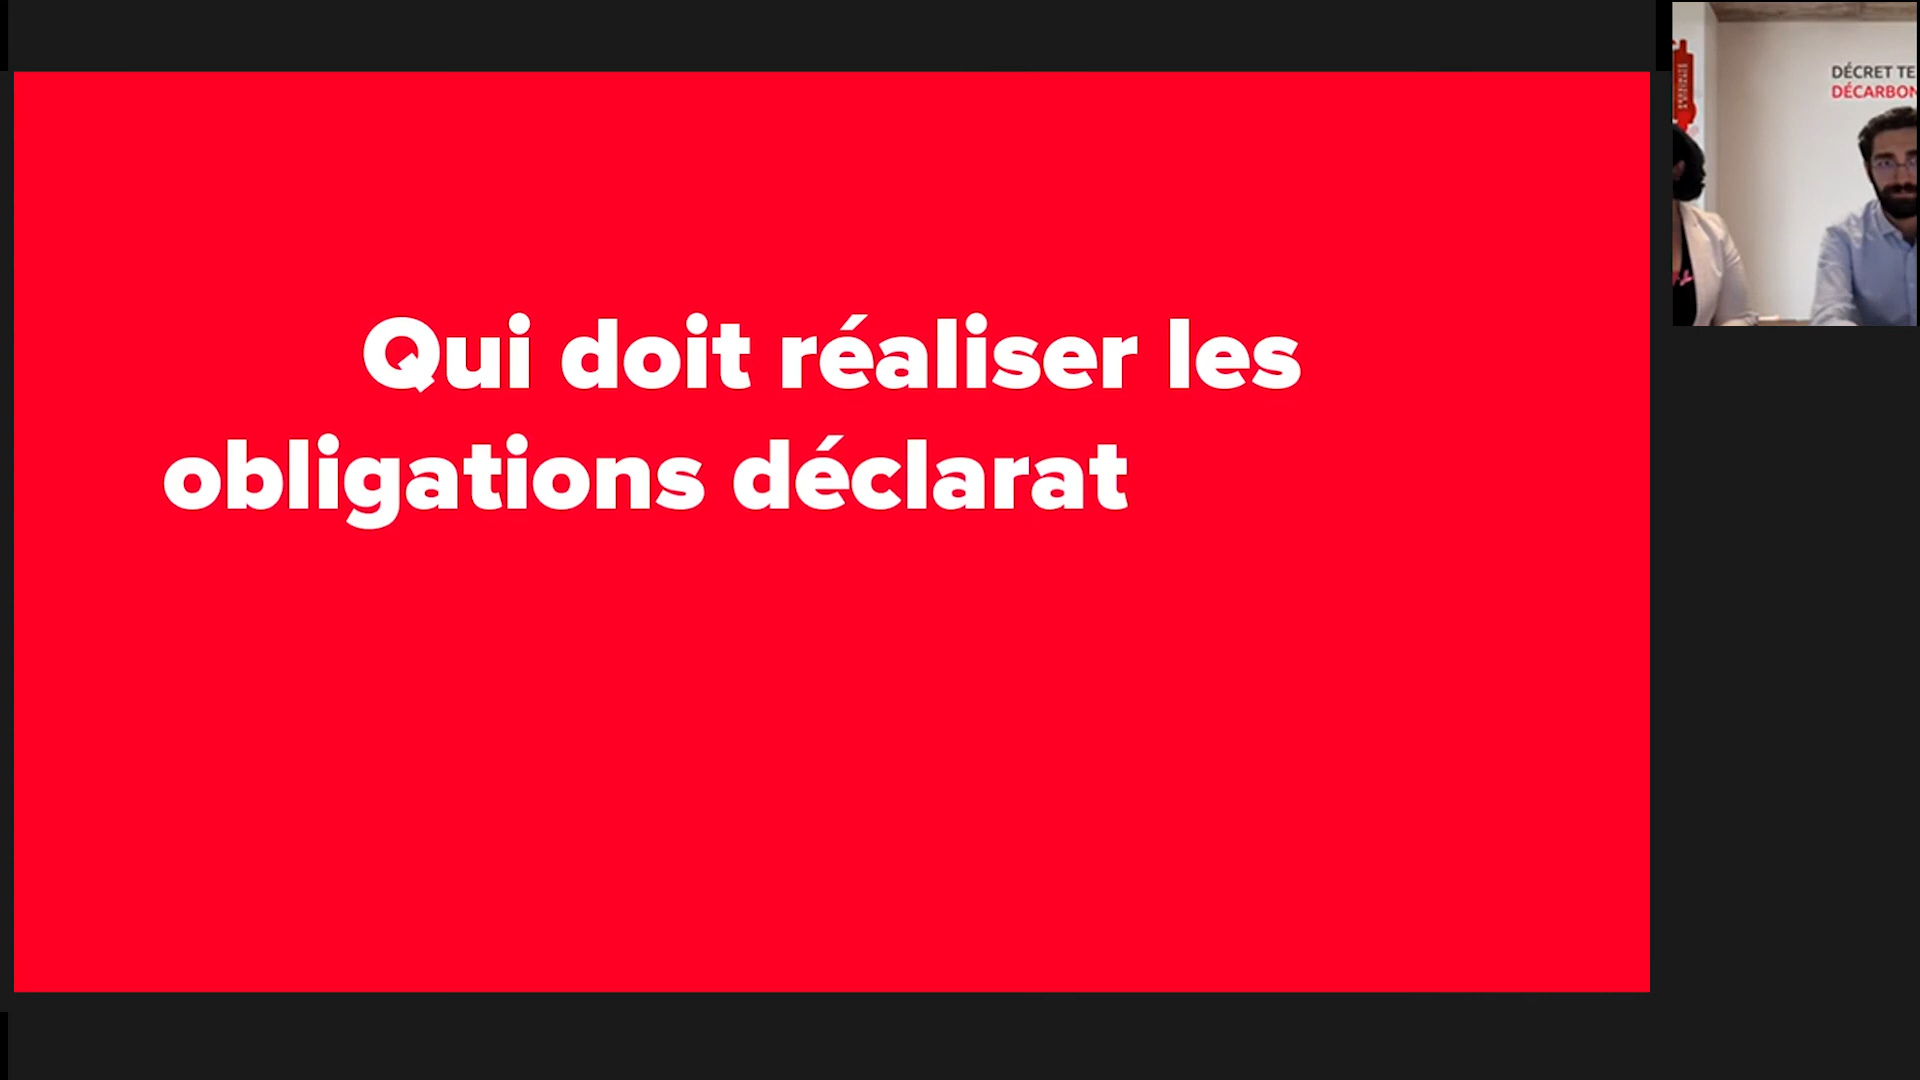 Qui doit réaliser les
obligations déclarat
DÉCRET TE
DÉCARBON